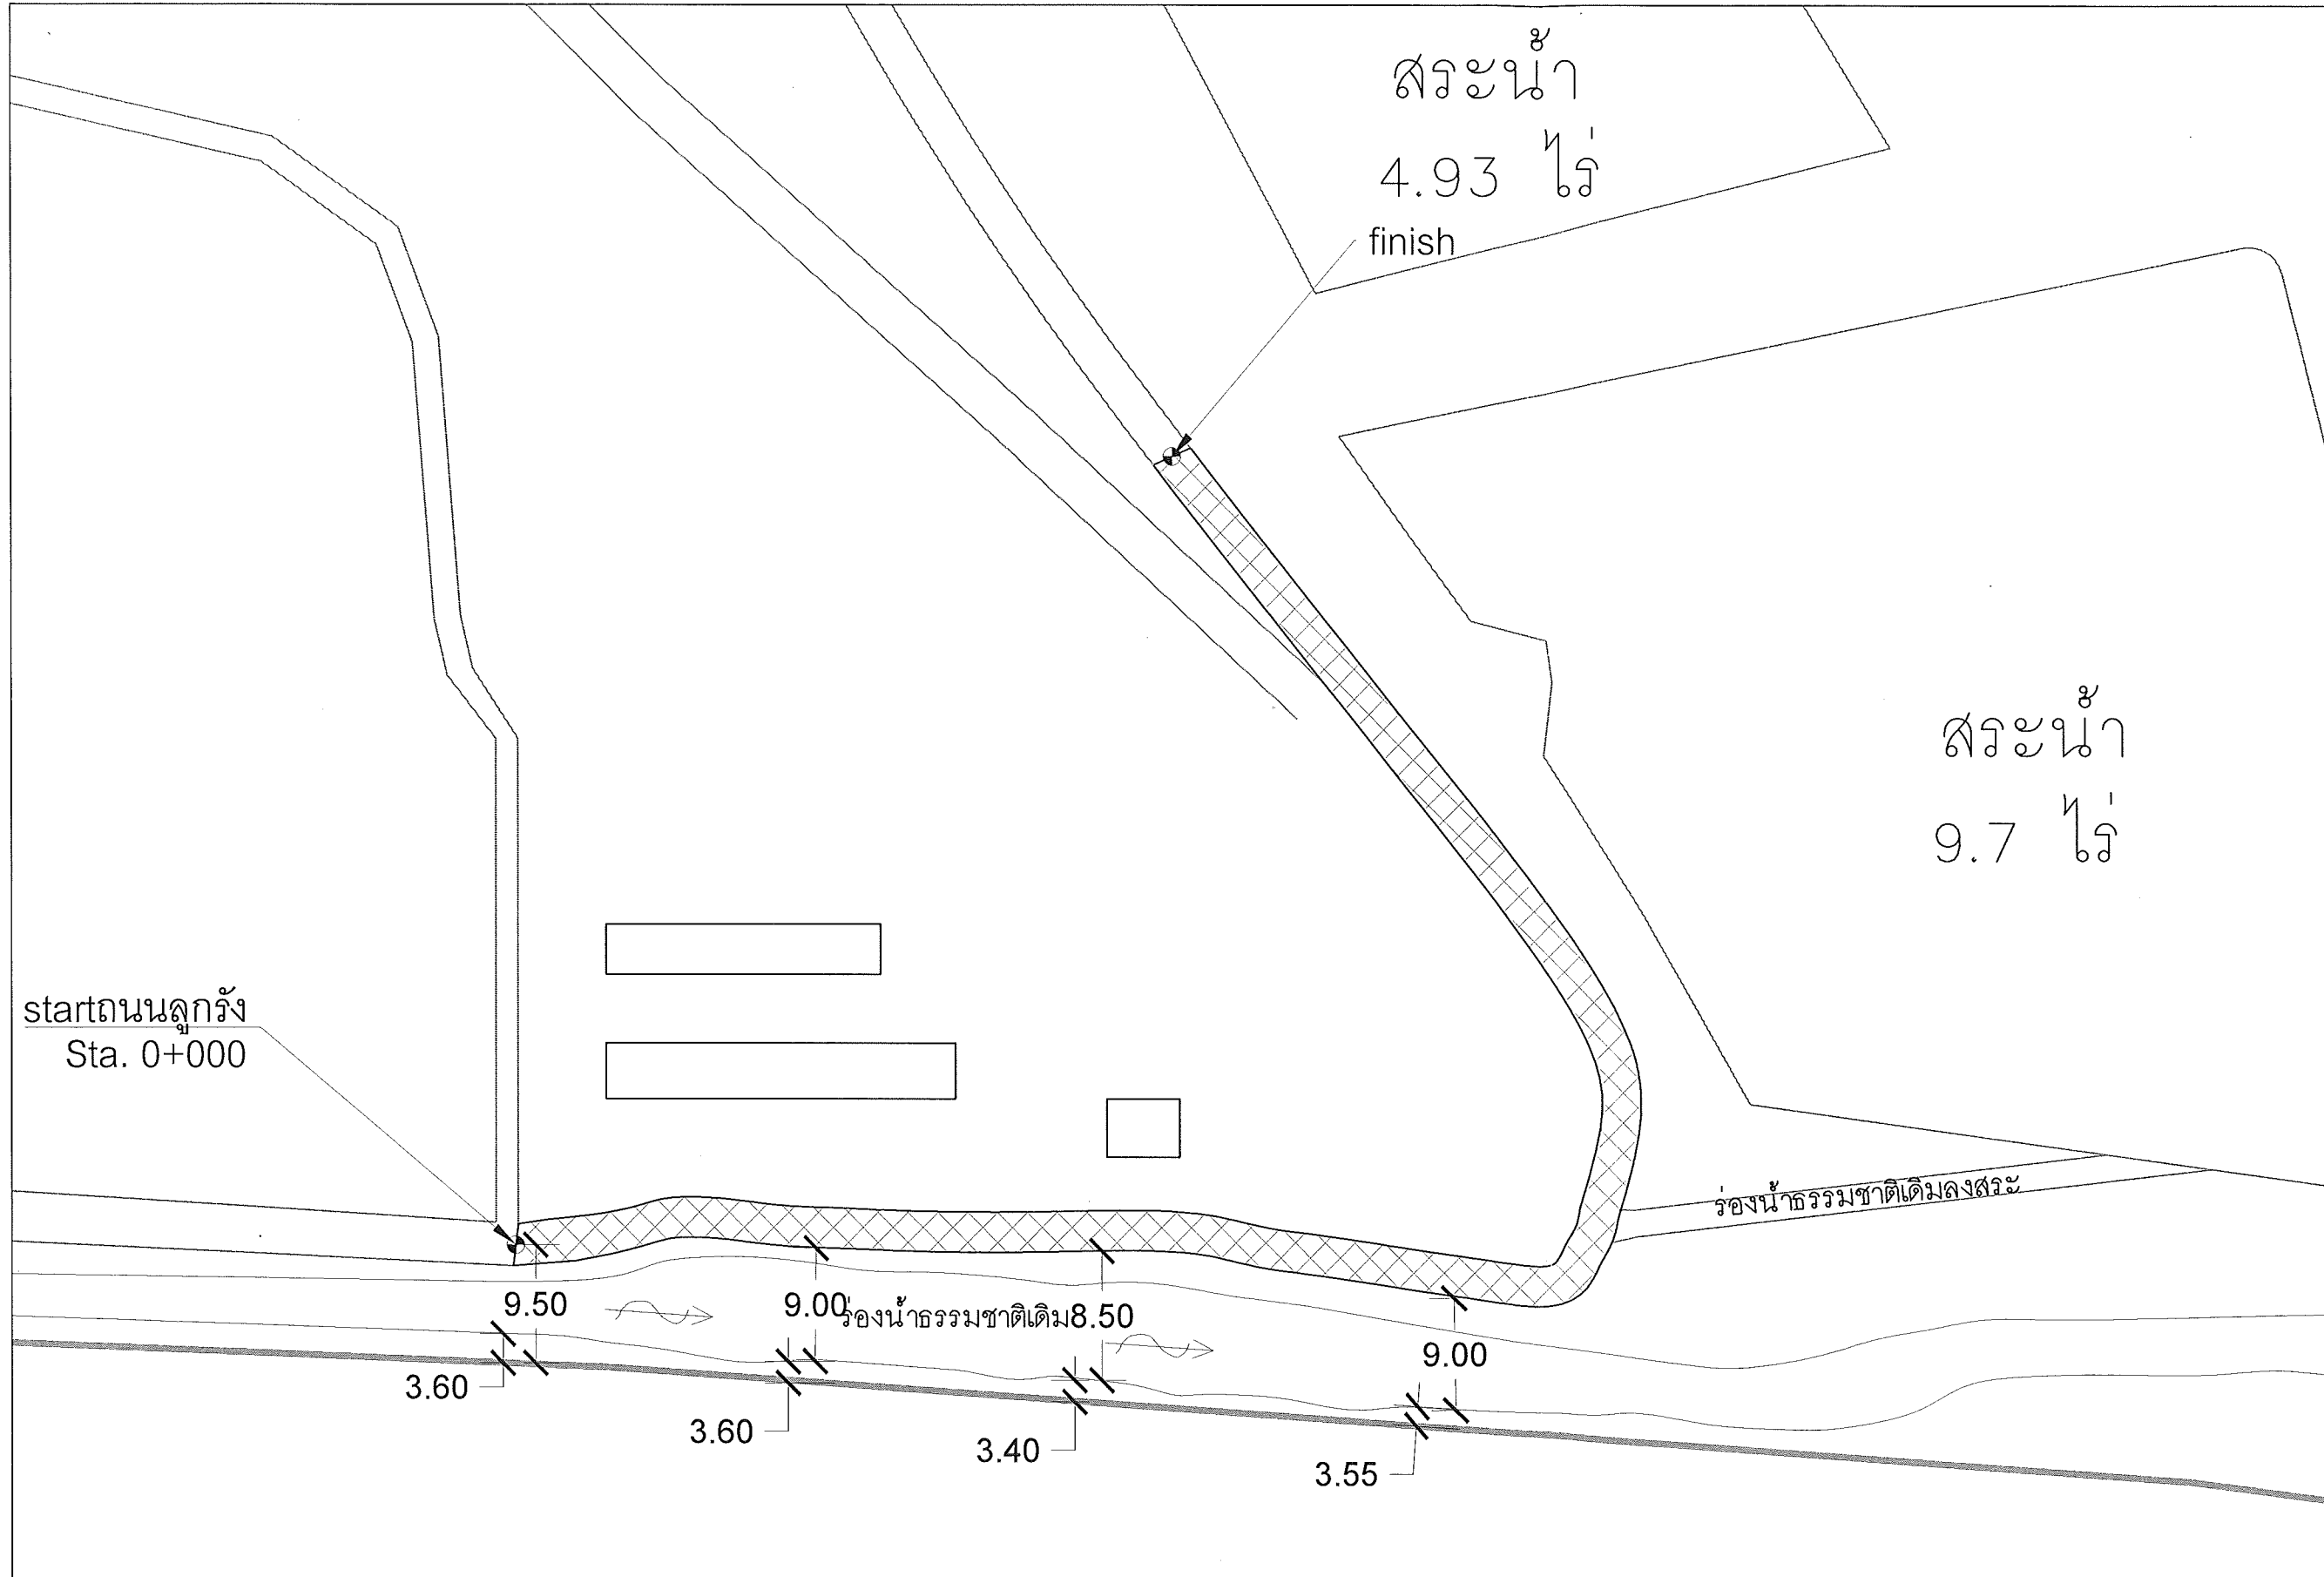 สระน้ำ
4.93 ไร่
finish
สระน้ำ
9.7 ไร่
startถนนลูกรัง
Sta. 0+000
ร่องน้ำธรรมชาติเดิมลงสระ
9.50
9.00
ร่องน้ำธรรมชาติเดิม
8.50
9.00
3.60
3.60
3.40
3.55